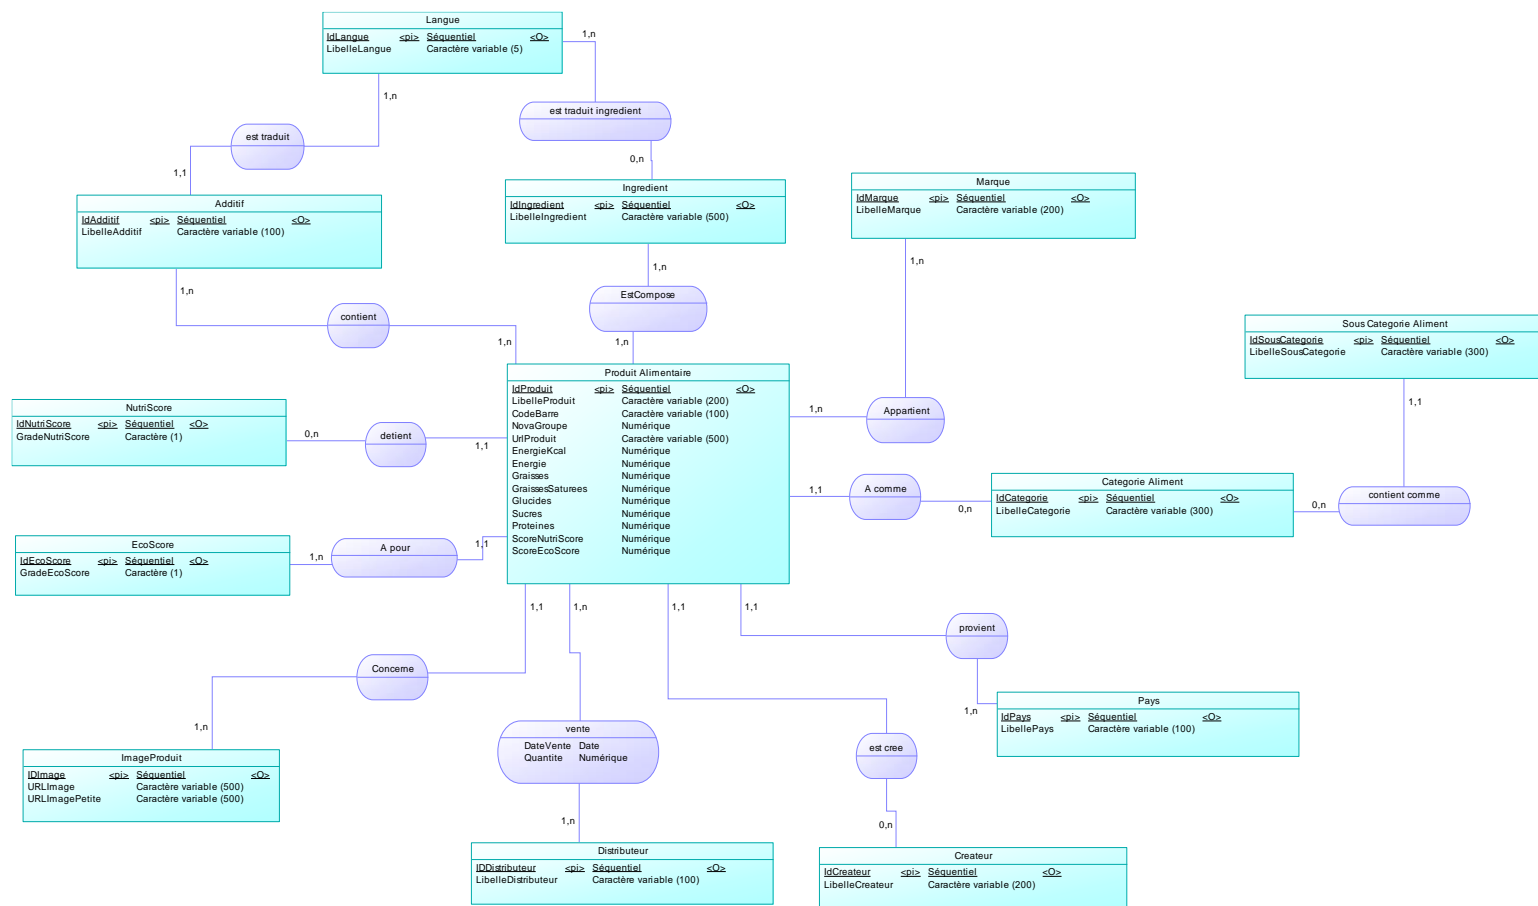 Langue
IdLangue <pi> Séquentiel <O>
LibelleLangue Caractère variable (5)
1,n
1,n
est traduit ingredient
est traduit
0,n
1,1
Additif
IdAdditif <pi> Séquentiel <O>
LibelleAdditif Caractère variable (100)
1,n
Ingredient
IdIngredient <pi> Séquentiel <O>
LibelleIngredient Caractère variable (500)
1,n
Marque
IdMarque <pi> Séquentiel <O>
LibelleMarque Caractère variable (200)
1,n
EstCompose
contient
1,n
1,n
Sous Categorie Aliment
IdSousCategorie <pi> Séquentiel <O>
LibelleSousCategorie Caractère variable (300)
1,1
Produit Alimentaire
IdProduit <pi> Séquentiel <O>
LibelleProduit Caractère variable (200)
CodeBarre Caractère variable (100)
NovaGroupe Numérique
UrlProduit Caractère variable (500)
EnergieKcal Numérique
Energie Numérique
Graisses Numérique
GraissesSaturees Numérique
Glucides Numérique
Sucres Numérique
Proteines Numérique
ScoreNutriScore Numérique
ScoreEcoScore Numérique
NutriScore
IdNutriScore <pi> Séquentiel <O>
GradeNutriScore Caractère (1)
0,n
detient
1,1
1,n
Appartient
1,1
A comme
0,n
Categorie Aliment
IdCategorie <pi> Séquentiel <O>
LibelleCategorie Caractère variable (300)
0,n
contient comme
EcoScore
IdEcoScore <pi> Séquentiel <O>
GradeEcoScore Caractère (1)
1,n
A pour
1,1
1,1
1,n
1,1
1,1
provient
1,n
Concerne
1,n
Pays
IdPays <pi> Séquentiel <O>
LibellePays Caractère variable (100)
vente
DateVente Date
Quantite Numérique
est cree
ImageProduit
IDImage <pi> Séquentiel <O>
URLImage Caractère variable (500)
URLImagePetite Caractère variable (500)
1,n
0,n
Distributeur
IDDistributeur <pi> Séquentiel <O>
LibelleDistributeur Caractère variable (100)
Createur
IdCreateur <pi> Séquentiel <O>
LibelleCreateur Caractère variable (200)